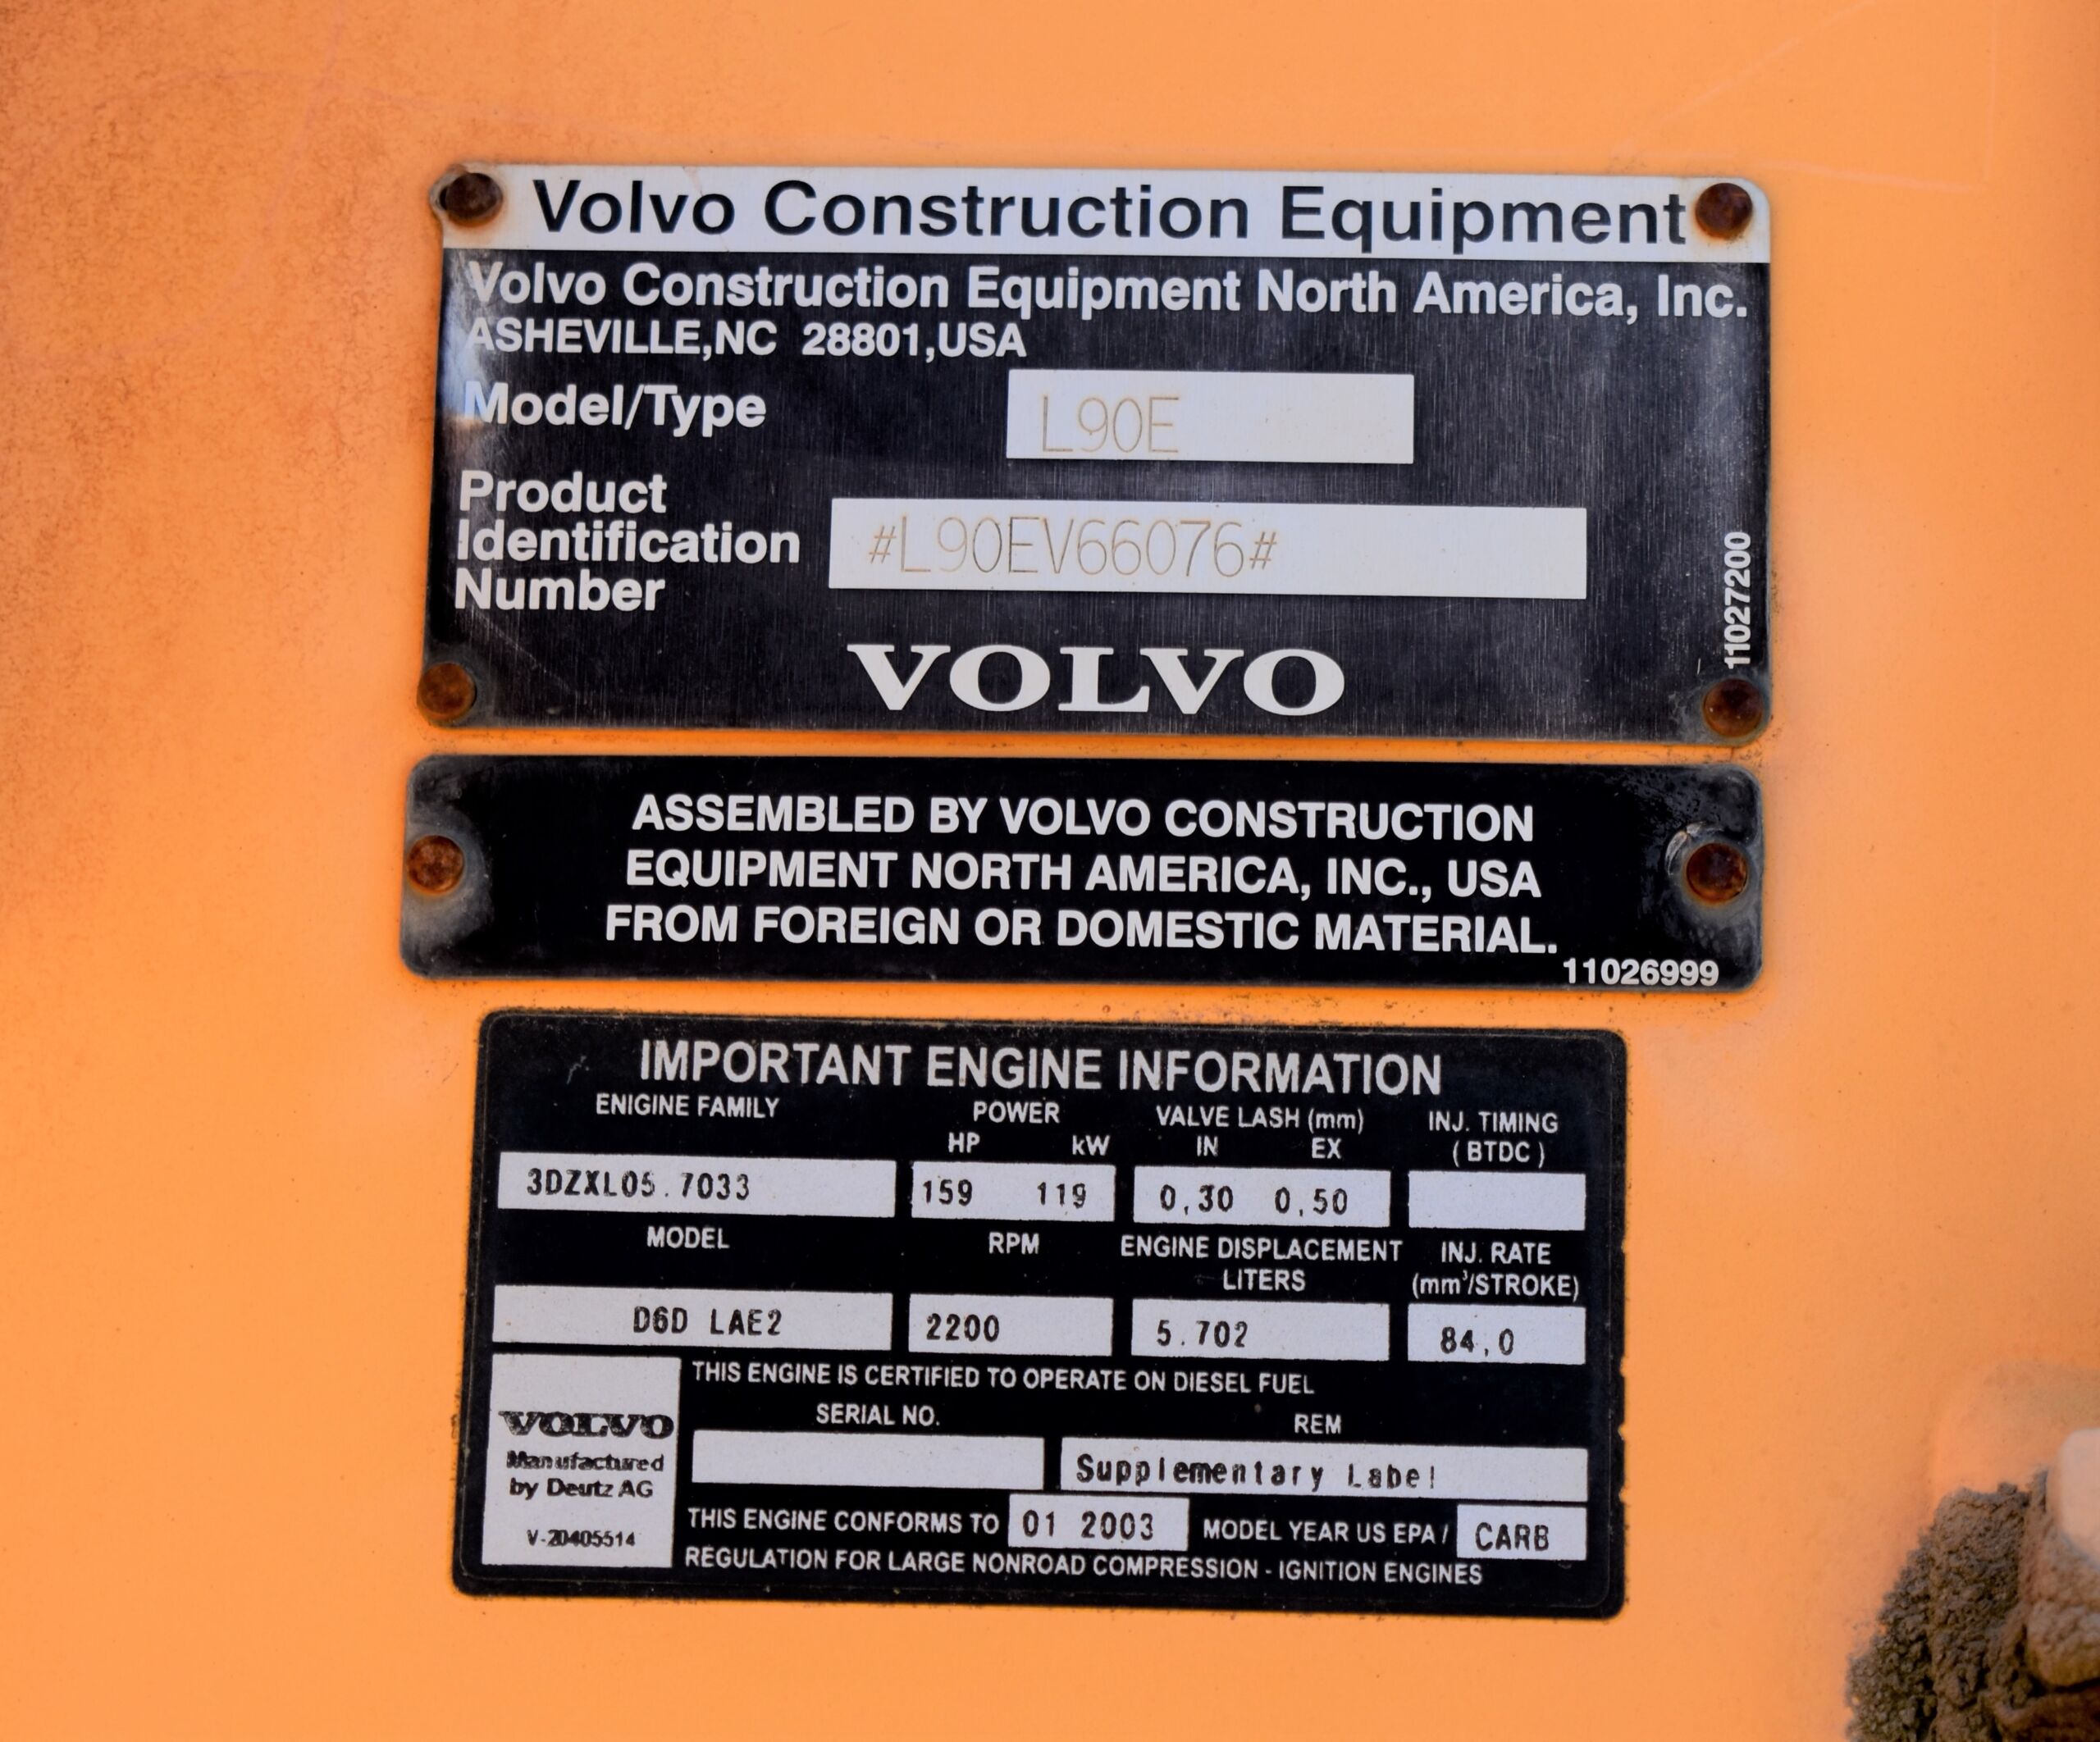 Volvo Construction Equipment
Volvo Construction Equipment North America, Inc.
ASHEVILLE,NC 28801,USA
Model/Type L90E
Product
Identification
Number
#L90EV66076#
11027200
VOLVO
ASSEMBLED BY VOLVO CONSTRUCTION
EQUIPMENT NORTH AMERICA, INC., USA
FROM FOREIGN OR DOMESTIC MATERIAL.
11026999
IMPORTANT ENGINE INFORMATION
ENIGINE FAMILY POWER VALVE LASH (mm) INJ. TIMING
HP kW IN EX ( BTDC )
3DZXL05.7033 159 119 0,30 0,50
MODEL RPM ENGINE DISPLACEMENT INJ. RATE
LITERS (mm³/STROKE)
D6D LAE2 2200 5.702 84,0
THIS ENGINE IS CERTIFIED TO OPERATE ON DIESEL FUEL
SERIAL NO. REM
VOLVO
Manufactured
by Deutz AG
V-20405514
Supplementary Label
THIS ENGINE CONFORMS TO 01 2003 MODEL YEAR US EPA / CARB
REGULATION FOR LARGE NONROAD COMPRESSION - IGNITION ENGINES